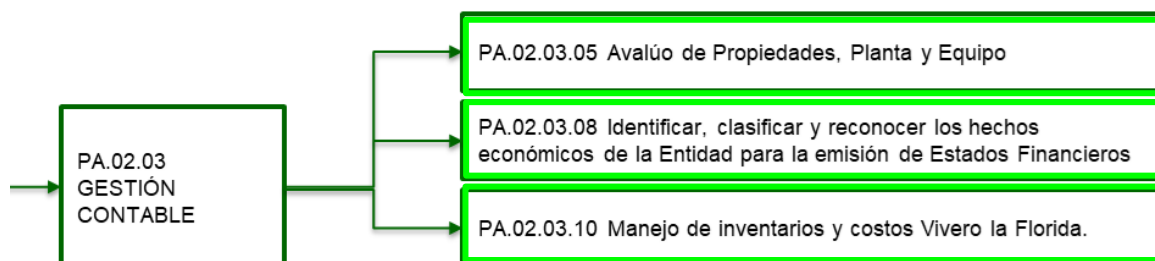 PA.02.03
GESTIÓN
CONTABLE
PA.02.03.05 Avalúo de Propiedades, Planta y Equipo
PA.02.03.08 Identificar, clasificar y reconocer los hechos
económicos de la Entidad para la emisión de Estados Financieros
PA.02.03.10 Manejo de inventarios y costos Vivero la Florida.